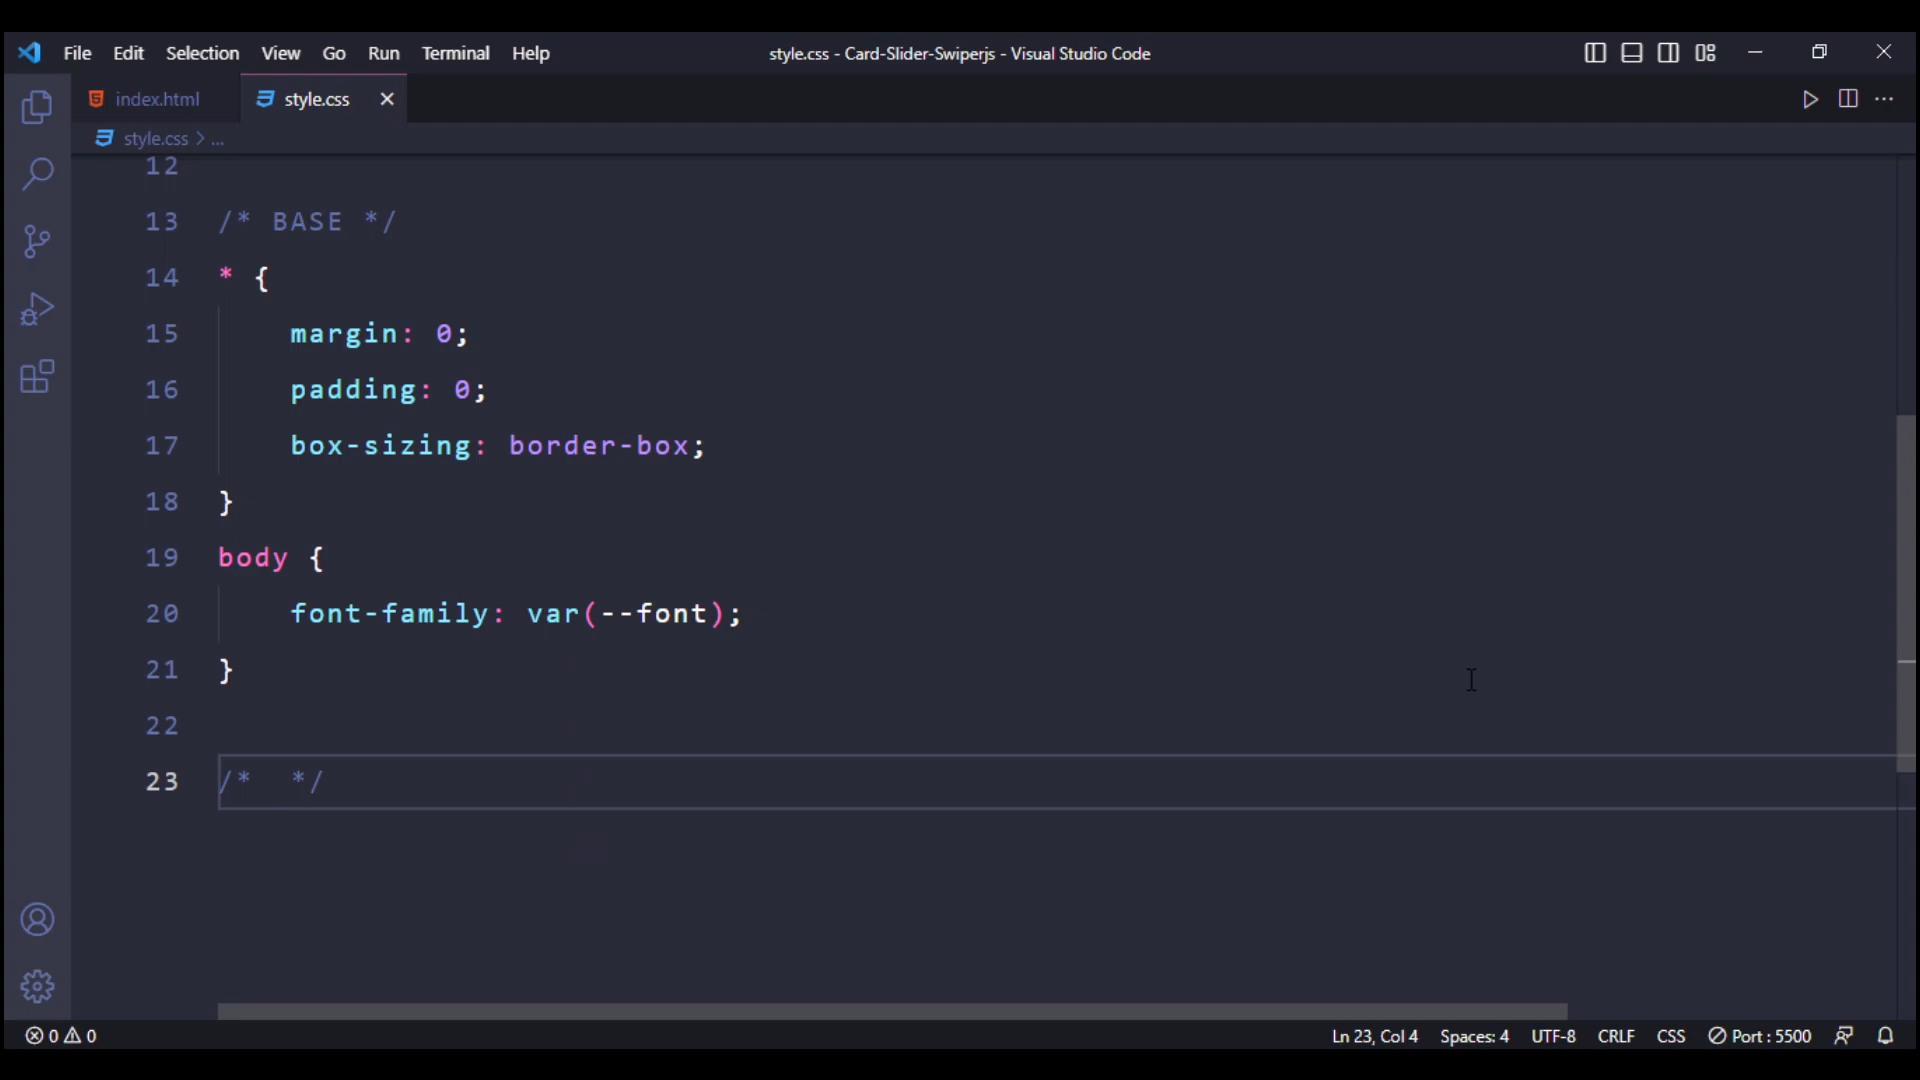 File Edit Selection View Go Run Terminal Help style.css - Card-Slider-Swiperjs - Visual Studio Code
index.html style.css
style.css > ...
12
13 /* BASE */
14 * {
15     margin: 0;
16     padding: 0;
17     box-sizing: border-box;
18 }
19 body {
20     font-family: var(--font);
21 }
22
23 /*  */
0 0 Ln 23, Col 4 Spaces: 4 UTF-8 CRLF CSS Port : 5500